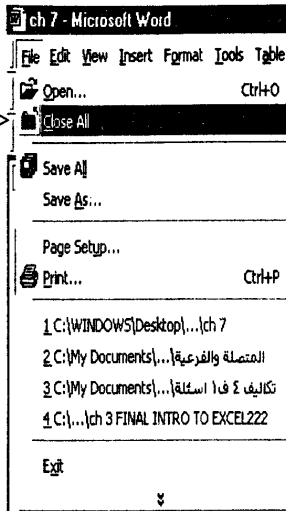 ch 7 - Microsoft Word
File Edit View Insert Format Tools Table
Open... Ctrl+O
Close All
Save All
Save As...
Page Setup...
Print... Ctrl+P
1 C:\WINDOWS\Desktop\...\ch 7
2 C:\My Documents\...\المتصلة والفرعية
3 C:\My Documents\...\تكاليف ٤ ف١ اسئلة
4 C:\...\ch 3 FINAL INTRO TO EXCEL222
Exit